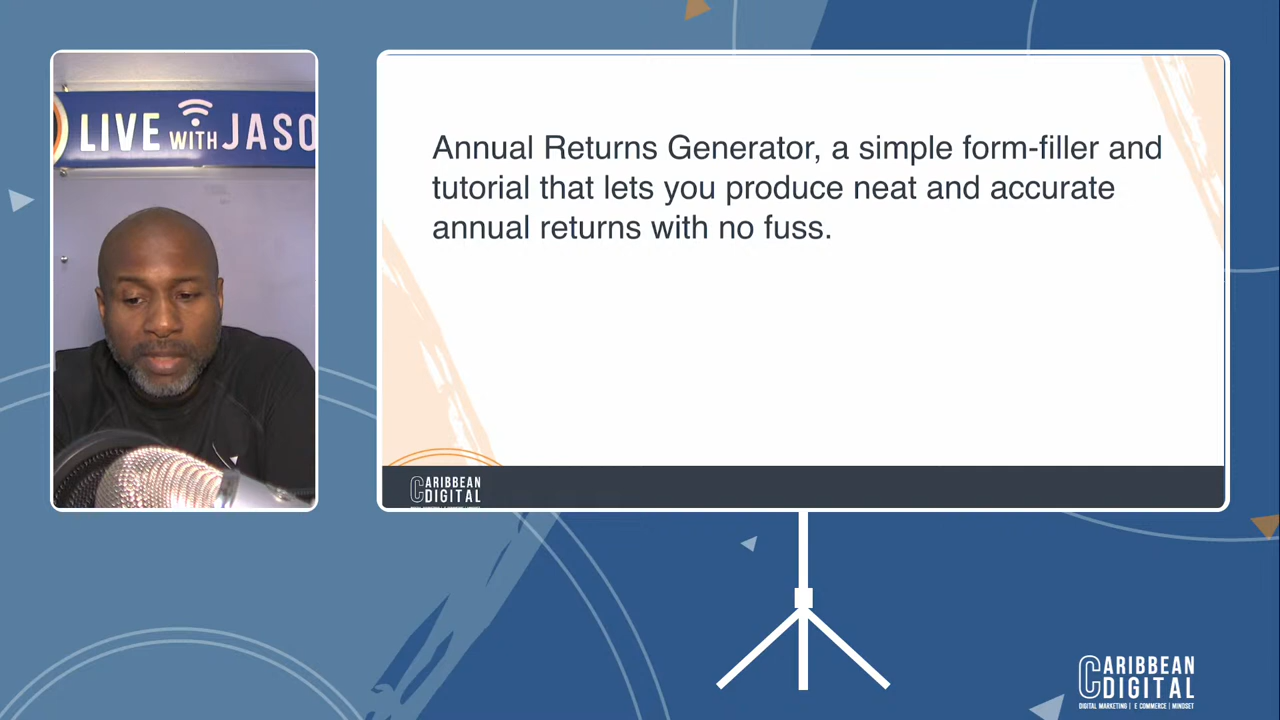 LIVE WITH JASO
Annual Returns Generator, a simple form-filler and
tutorial that lets you produce neat and accurate
annual returns with no fuss.
CARIBBEAN
DIGITAL
CARIBBEAN
DIGITAL
DIGITAL MARKETING | E COMMERCE | MINDSET